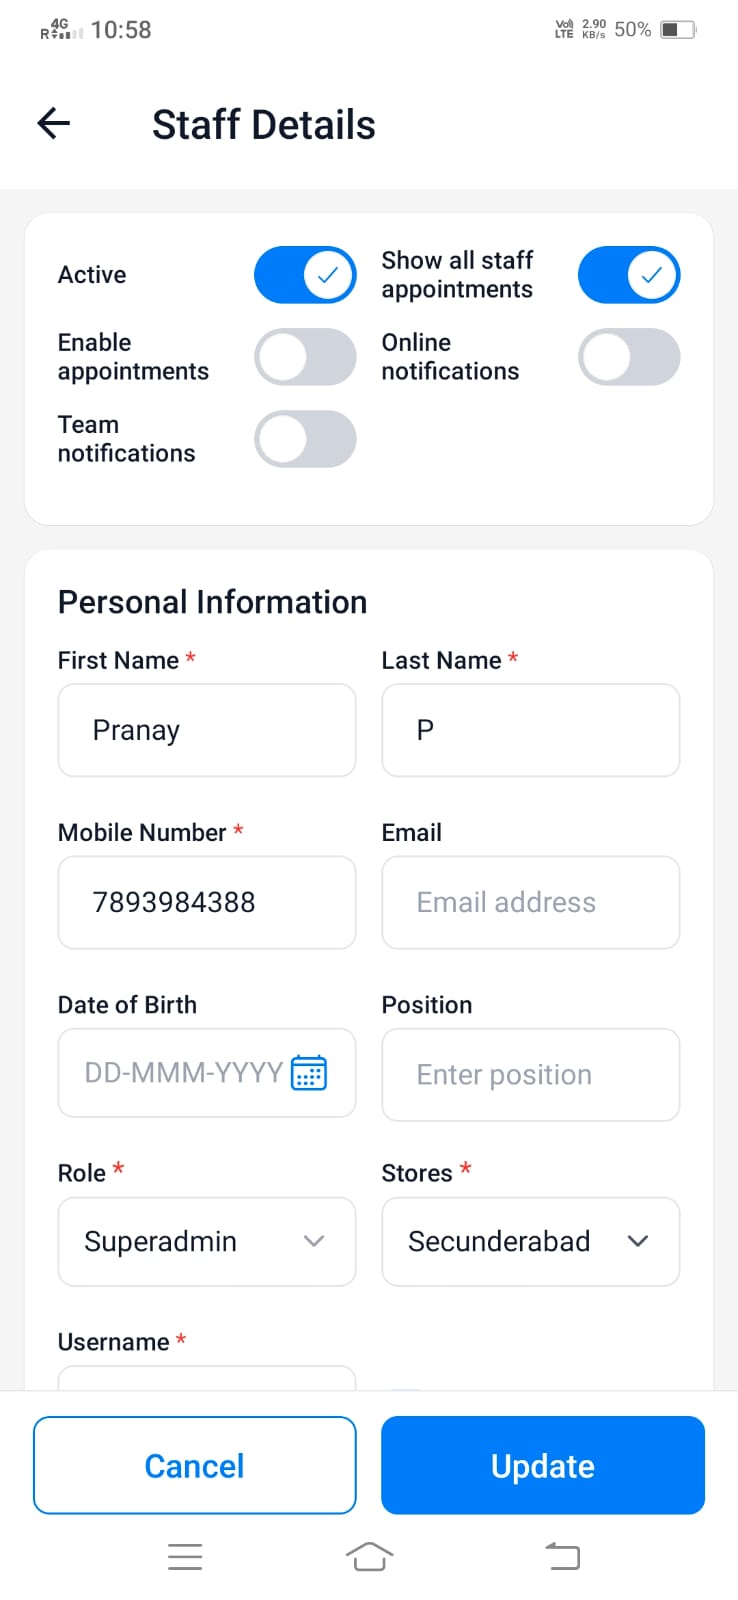 4G
R
10:58
Vo))
LTE
2.90
KB/s
50%
Staff Details
Active
Show all staff
appointments
Enable
appointments
Online
notifications
Team
notifications
Personal Information
First Name *
Last Name *
Pranay
P
Mobile Number *
Email
7893984388
Email address
Date of Birth
Position
DD-MMM-YYYY
Enter position
Role *
Stores *
Superadmin
Secunderabad
Username *
Cancel
Update